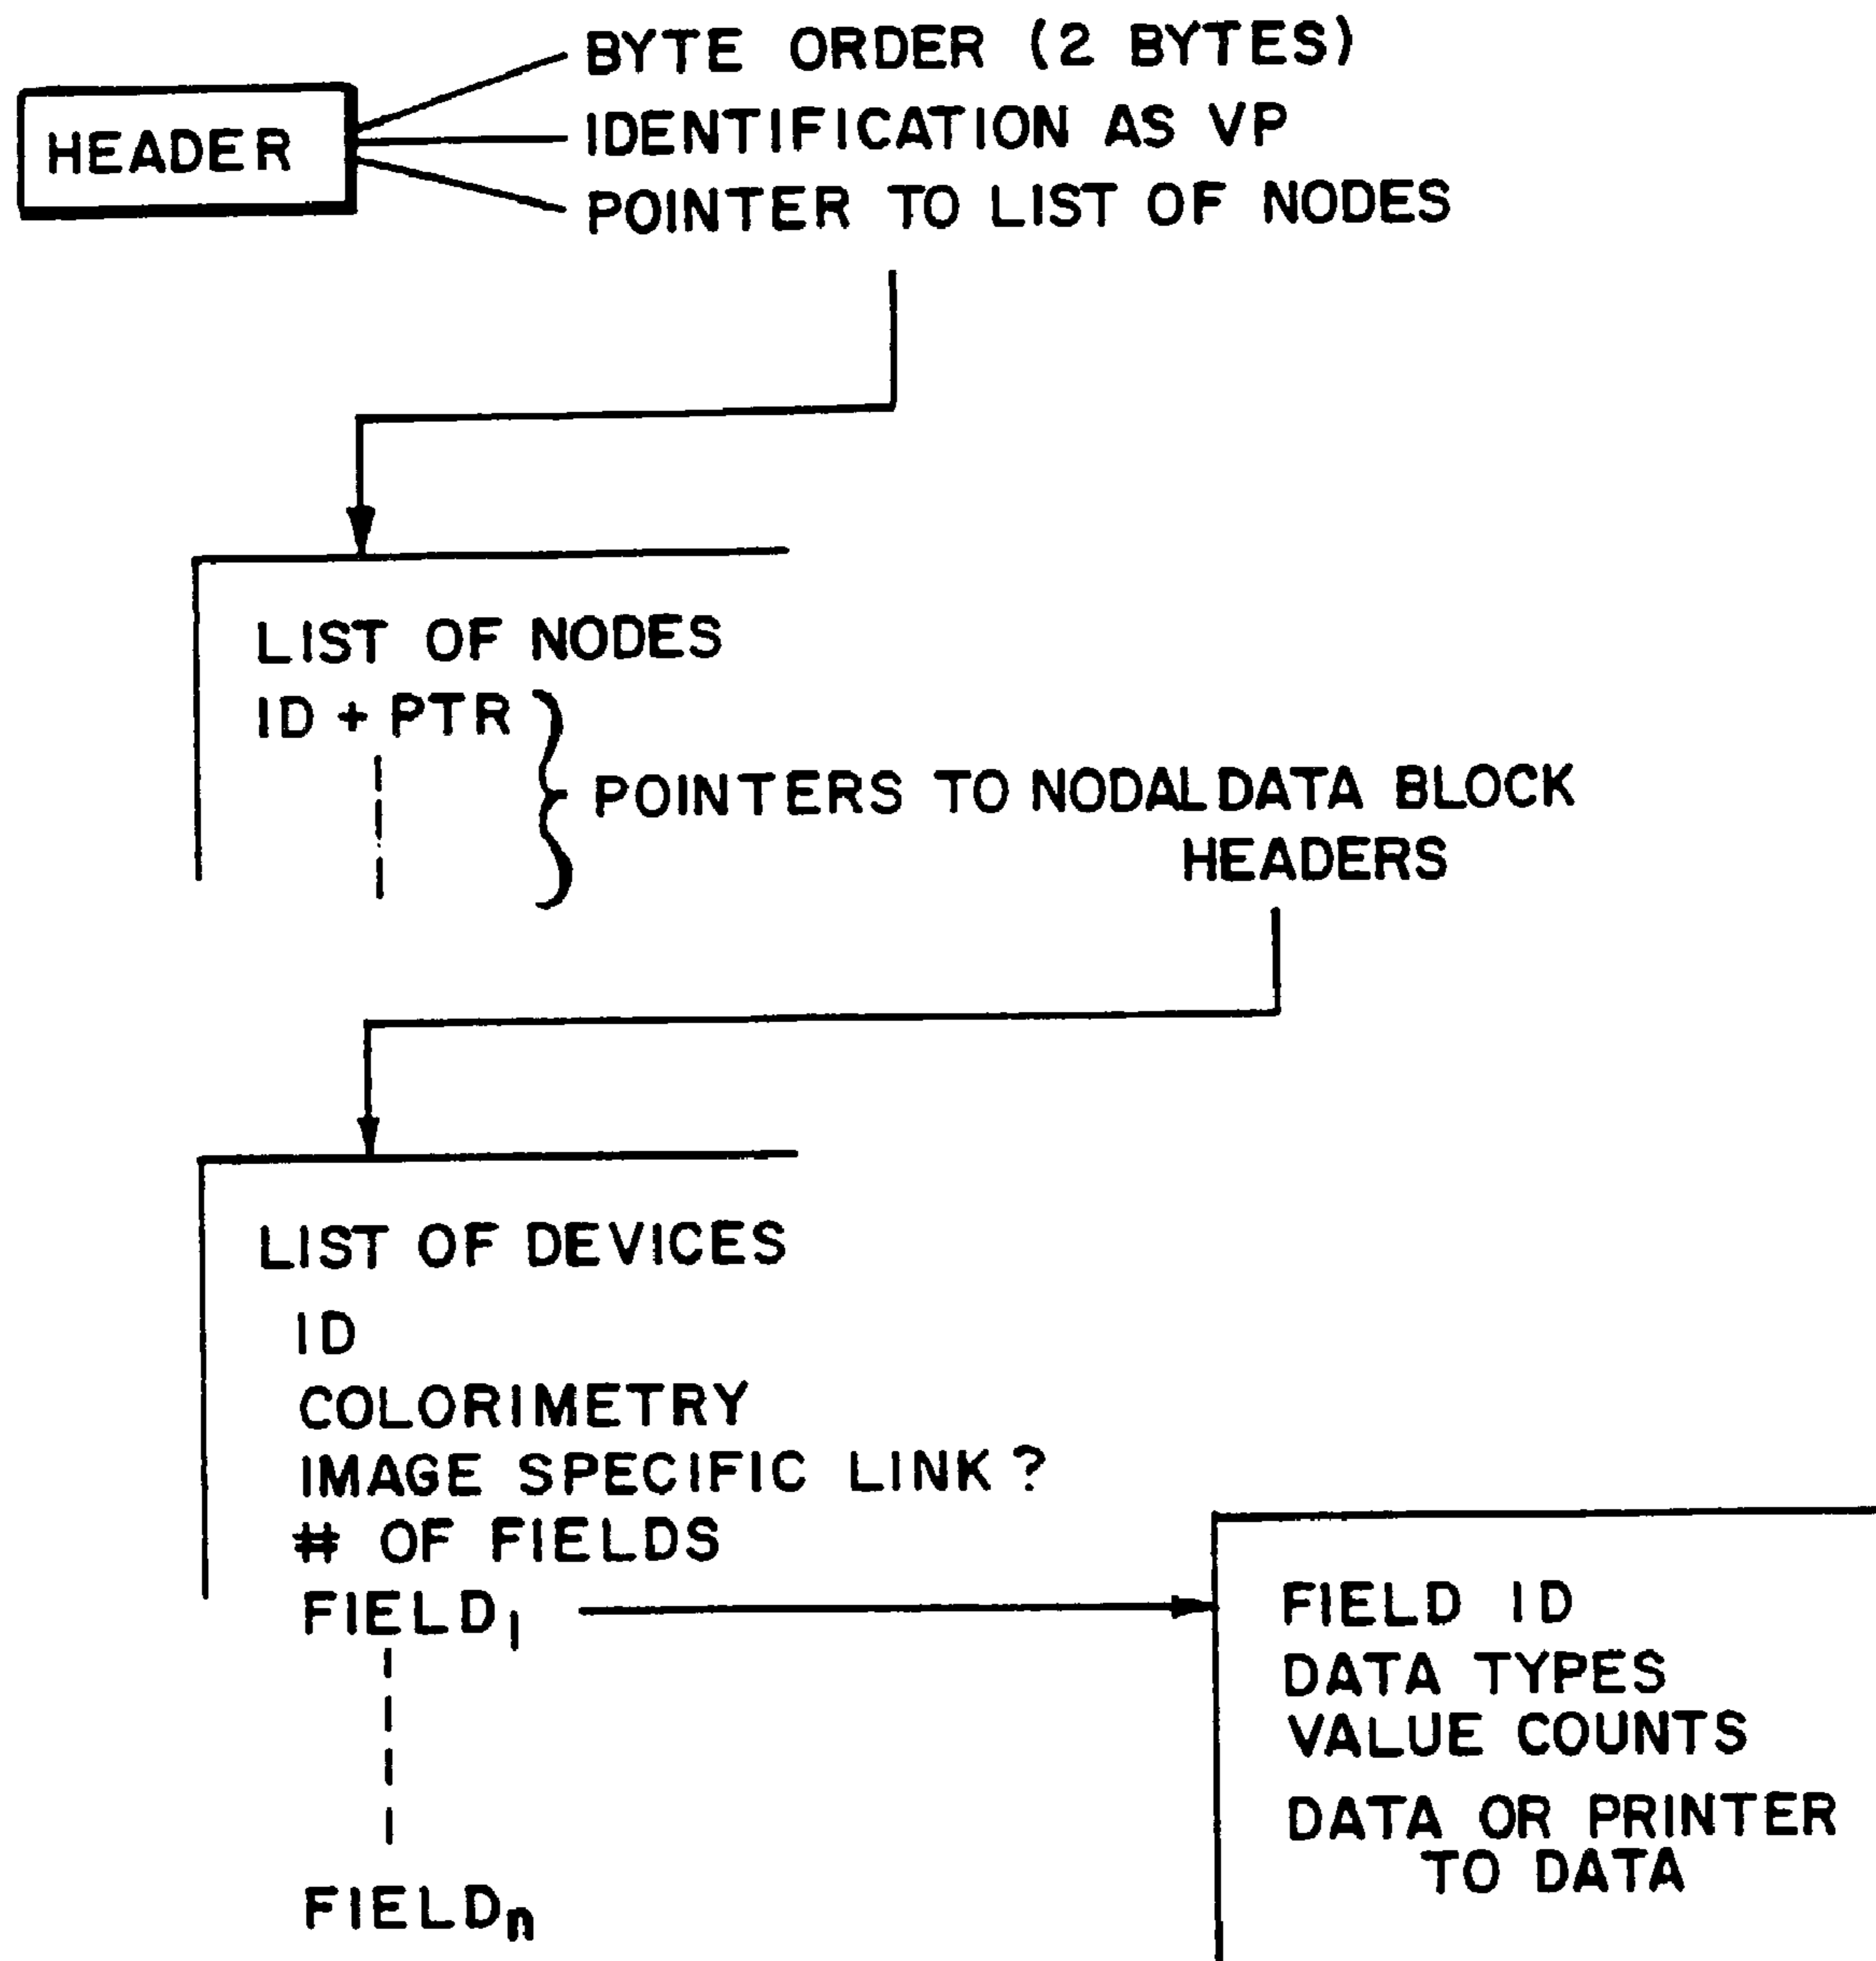 BYTE ORDER (2 BYTES)
HEADER
IDENTIFICATION AS VP
POINTER TO LIST OF NODES
LIST OF NODES
ID + PTR
POINTERS TO NODAL DATA BLOCK
HEADERS
LIST OF DEVICES
ID
COLORIMETRY
IMAGE SPECIFIC LINK ?
# OF FIELDS
FIELD₁
FIELDₙ
FIELD ID
DATA TYPES
VALUE COUNTS
DATA OR PRINTER
TO DATA